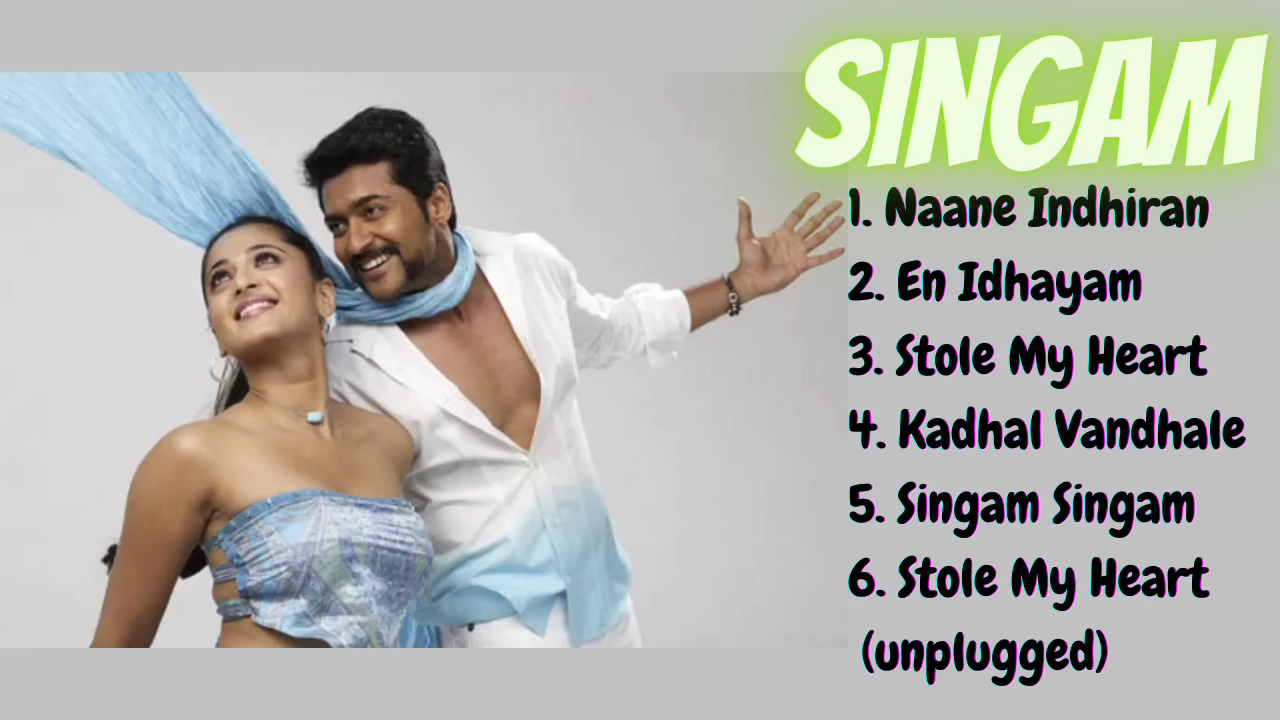 SINGAM
1. Naane Indhiran
2. En Idhayam
3. Stole My Heart
4. Kadhal Vandhale
5. Singam Singam
6. Stole My Heart
(unplugged)